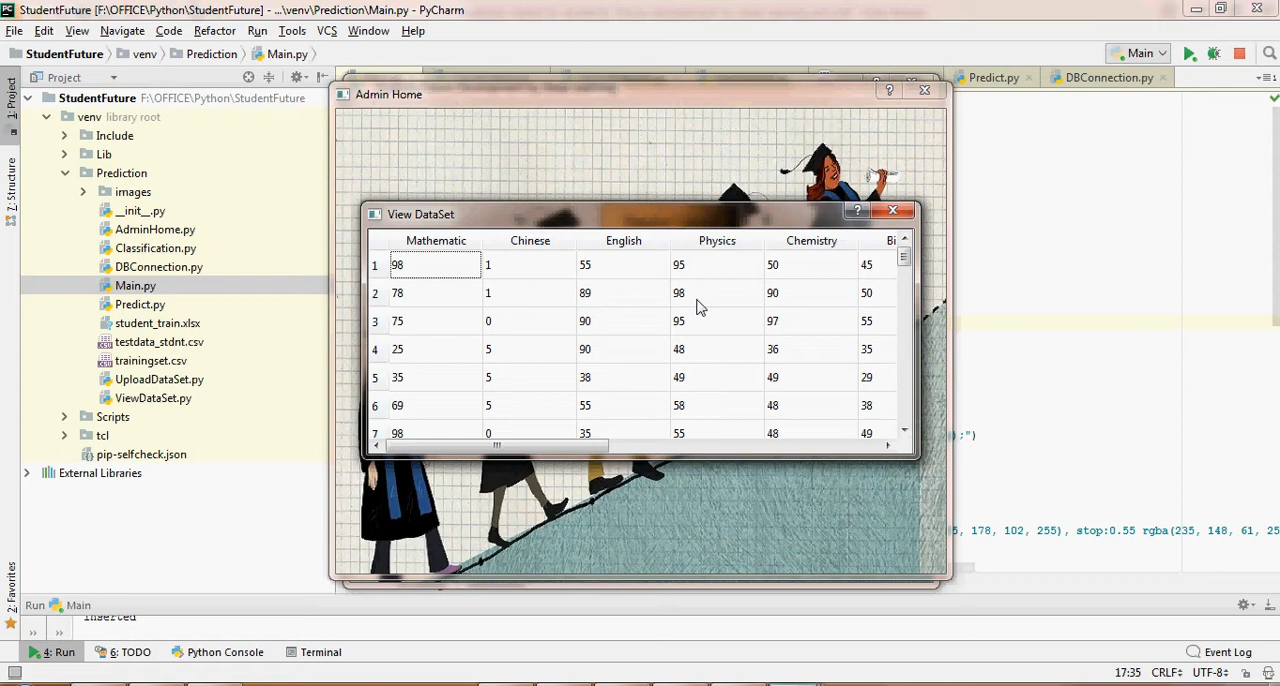 StudentFuture [F:\OFFICE\Python\StudentFuture] - ...\venv\Prediction\Main.py - PyCharm
File Edit View Navigate Code Refactor Run Tools VCS Window Help
StudentFuture venv Prediction Main.py Main
Project Predict.py DBConnection.py
1: Project
7: Structure
2: Favorites
StudentFuture F:\OFFICE\Python\StudentFuture
venv library root
Include
Lib
Prediction
images
__init__.py
AdminHome.py
Classification.py
DBConnection.py
Main.py
Predict.py
student_train.xlsx
testdata_stdnt.csv
trainingset.csv
UploadDataSet.py
ViewDataSet.py
Scripts
tcl
pip-selfcheck.json
External Libraries
Admin Home
View DataSet
Mathematic Chinese English Physics Chemistry Bi
1 98 1 55 95 50 45
2 78 1 89 98 90 50
3 75 0 90 95 97 55
4 25 5 90 48 36 35
5 35 5 38 49 49 29
6 69 5 55 58 48 38
7 98 0 35 55 48 49
;")
5, 178, 102, 255), stop:0.55 rgba(235, 148, 61, 25
Run Main
inserted
4: Run 6: TODO Python Console Terminal Event Log
17:35 CRLF UTF-8